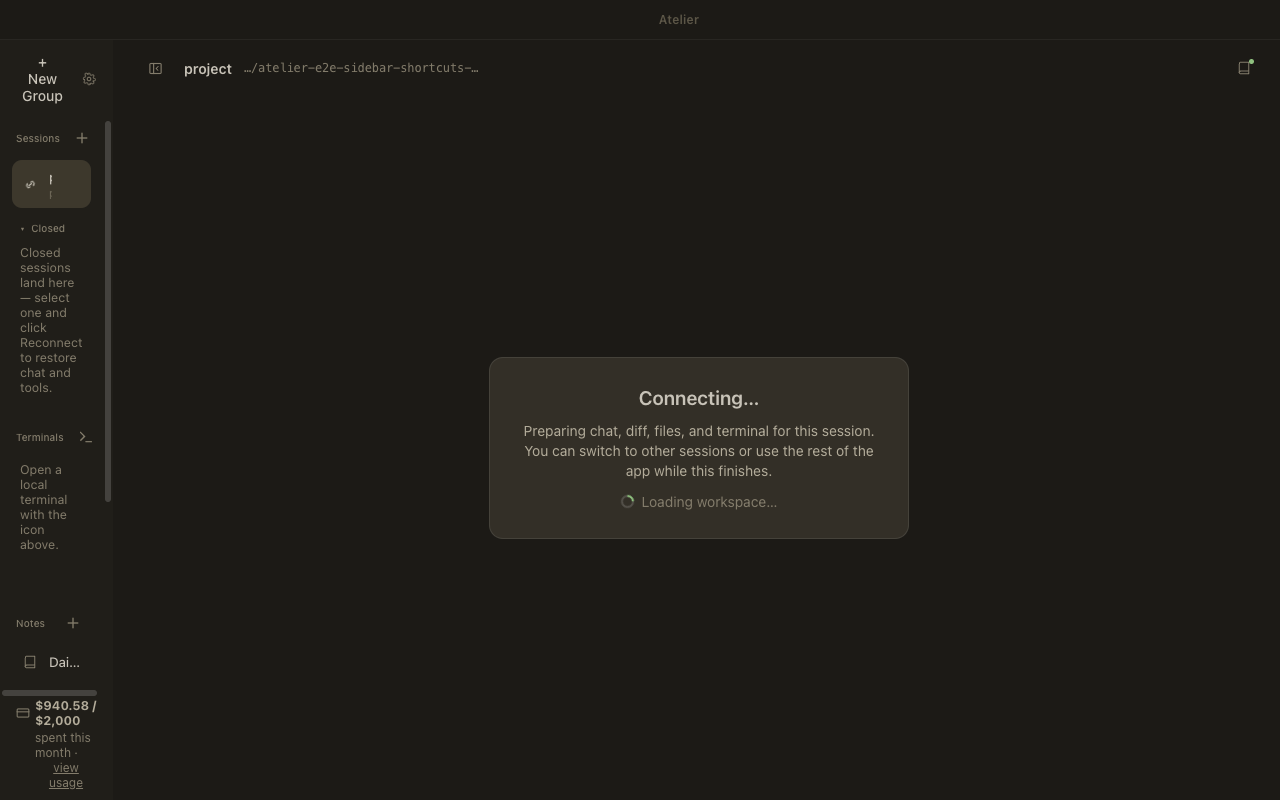 Atelier
+
New
Group
project …/atelier-e2e-sidebar-shortcuts-…
Sessions
Closed
Closed
sessions
land here
— select
one and
click
Reconnect
to restore
chat and
tools.
Terminals
Open a
local
terminal
with the
icon
above.
Notes
Dai…
$940.58 /
$2,000
spent this
month ·
view
usage
Connecting…
Preparing chat, diff, files, and terminal for this session.
You can switch to other sessions or use the rest of the
app while this finishes.
Loading workspace…